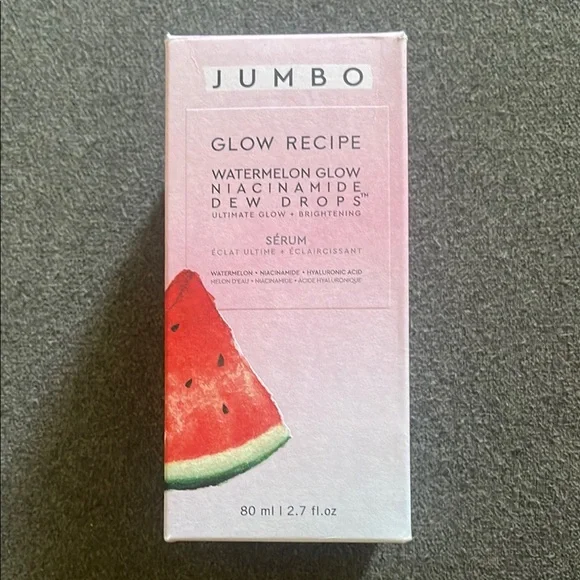 JUMBO
GLOW RECIPE
WATERMELON GLOW
NIACINAMIDE
DEW DROPS™
ULTIMATE GLOW + BRIGHTENING
SÉRUM
ÉCLAT ULTIME + ÉCLAIRCISSANT
WATERMELON • NIACINAMIDE • HYALURONIC ACID
MELON D'EAU • NIACINAMIDE • ACIDE HYALURONIQUE
80 ml | 2.7 fl.oz